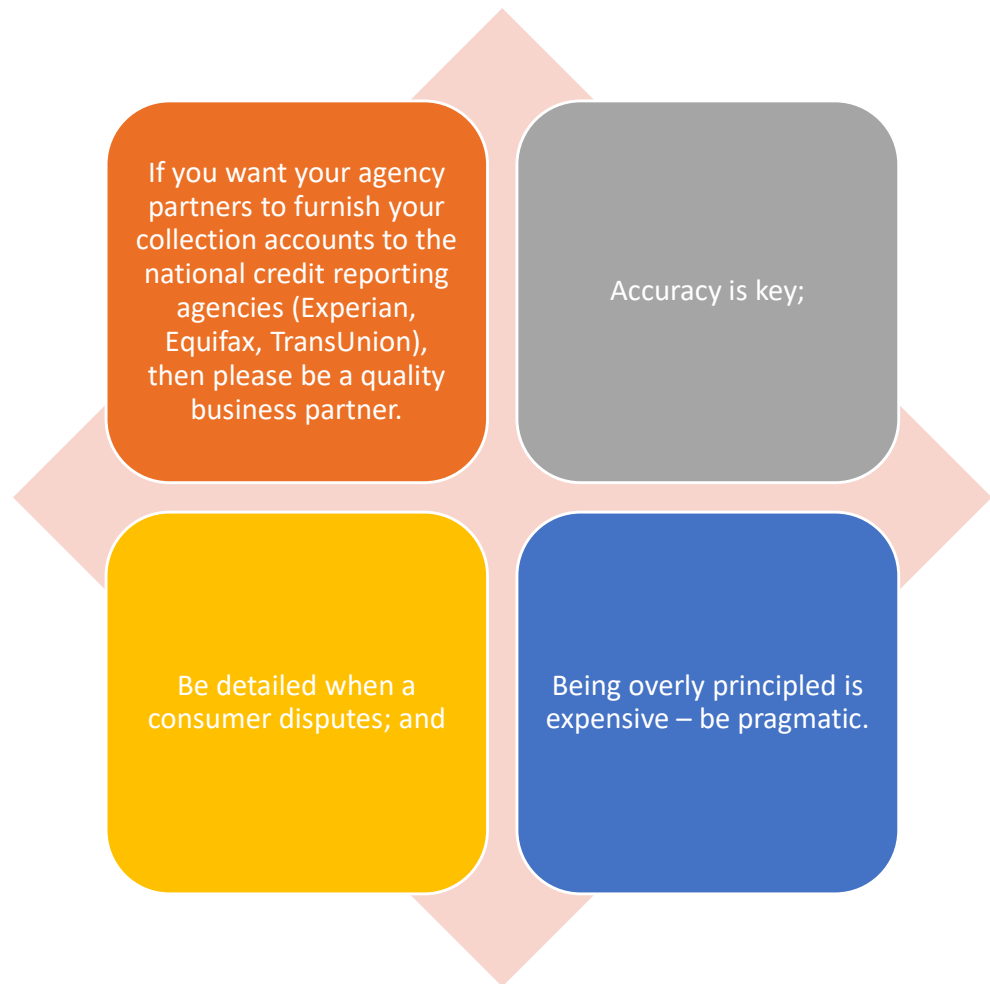 If you want your agency
partners to furnish your
collection accounts to the
national credit reporting
agencies (Experian,
Equifax, TransUnion),
then please be a quality
business partner.
Accuracy is key;
Be detailed when a
consumer disputes; and
Being overly principled is
expensive – be pragmatic.